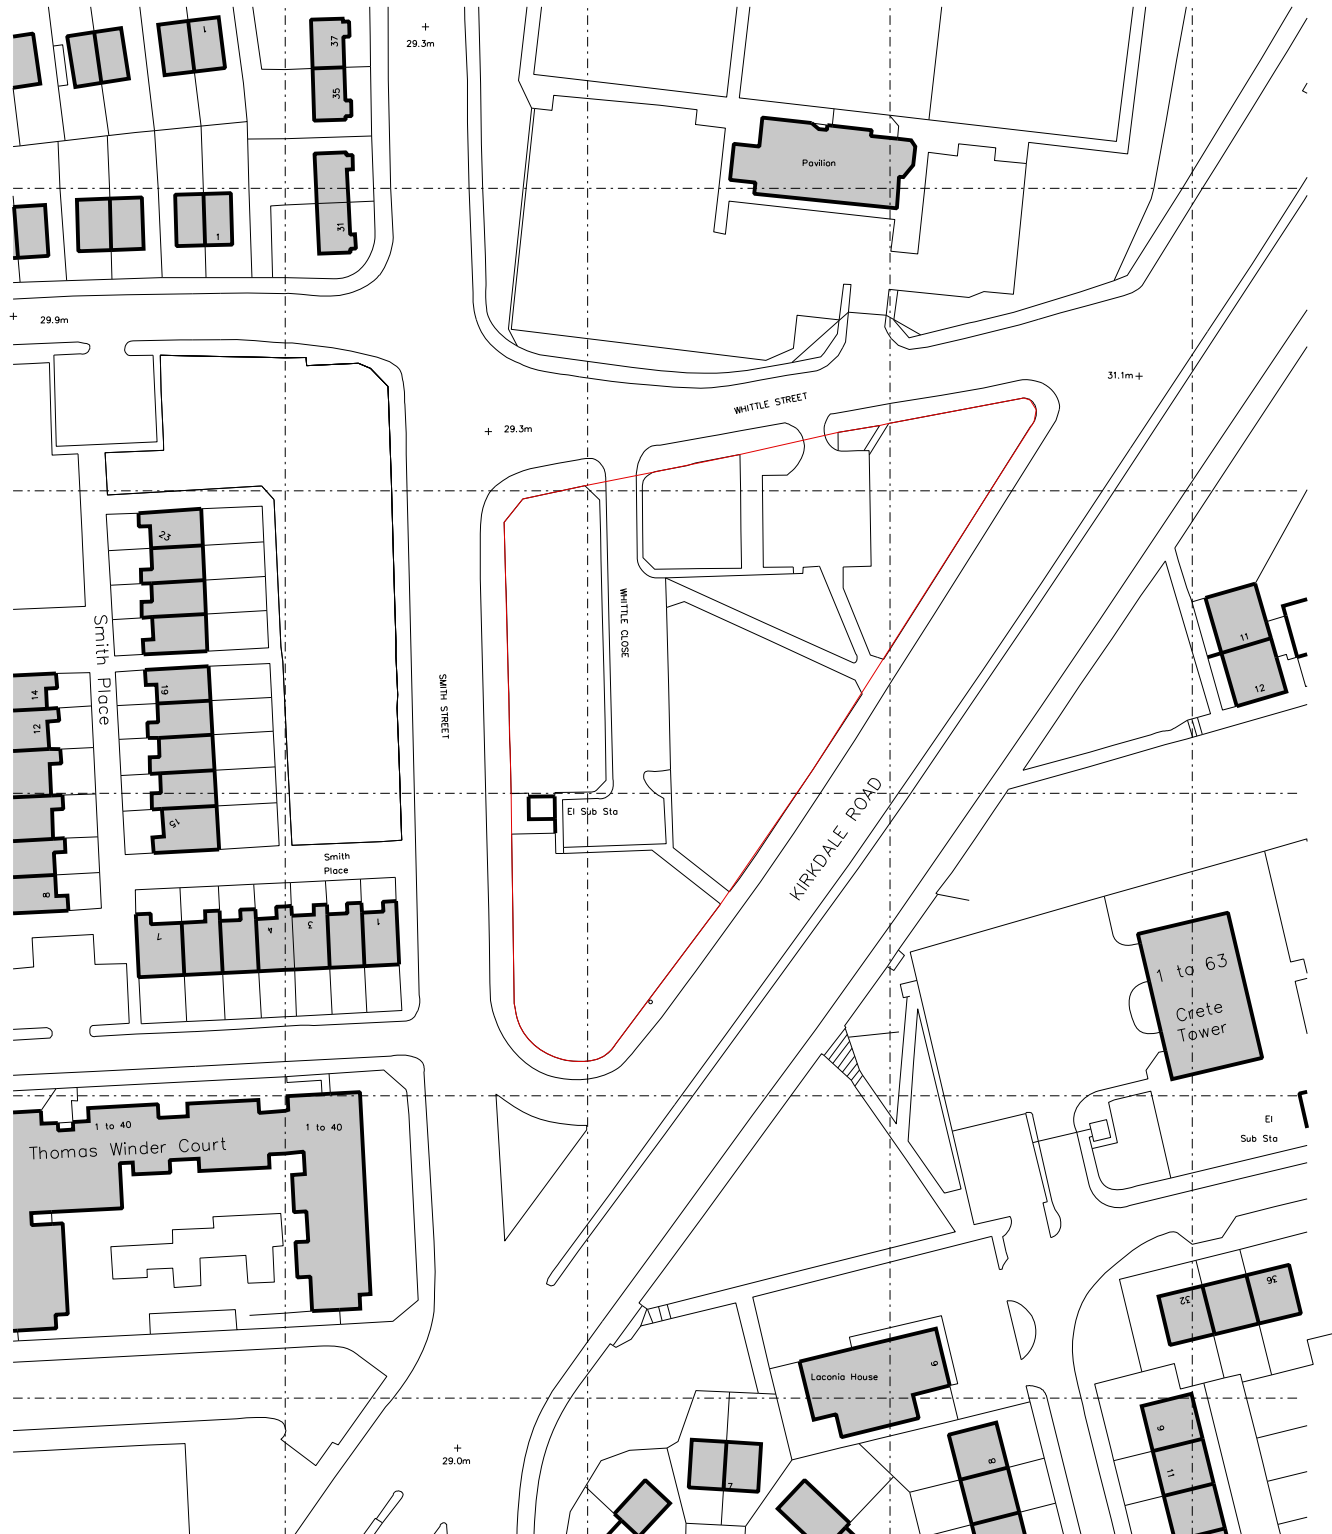 1
37
35
29.3m
Pavilion
31
1
29.9m
31.1m
WHITTLE STREET
29.3m
23
WHITTLE CLOSE
Smith Place
11
12
14
12
19
SMITH STREET
15
El Sub Sta
KIRKDALE ROAD
Smith
Place
8
7
4
3
1
1 to 63
Crete
Tower
1 to 40
1 to 40
Thomas Winder Court
El
Sub Sta
32
36
Laconia House
6
9
11
8
7
29.0m